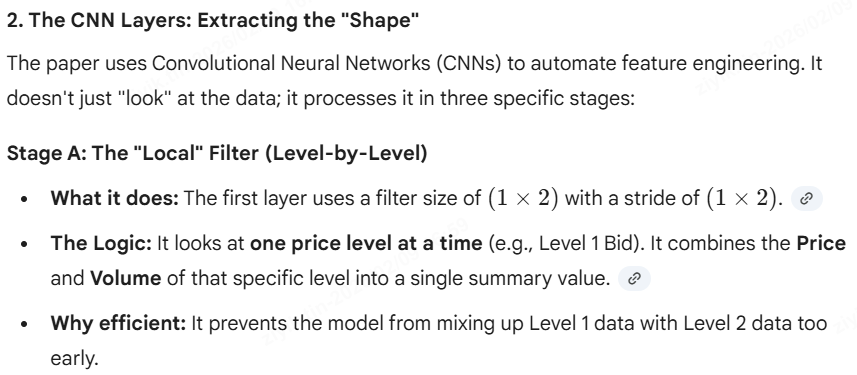 2. The CNN Layers: Extracting the "Shape"
The paper uses Convolutional Neural Networks (CNNs) to automate feature engineering. It
doesn't just "look" at the data; it processes it in three specific stages:
Stage A: The "Local" Filter (Level-by-Level)
• What it does: The first layer uses a filter size of (1 × 2) with a stride of (1 × 2).
• The Logic: It looks at one price level at a time (e.g., Level 1 Bid). It combines the Price
and Volume of that specific level into a single summary value.
• Why efficient: It prevents the model from mixing up Level 1 data with Level 2 data too
early.